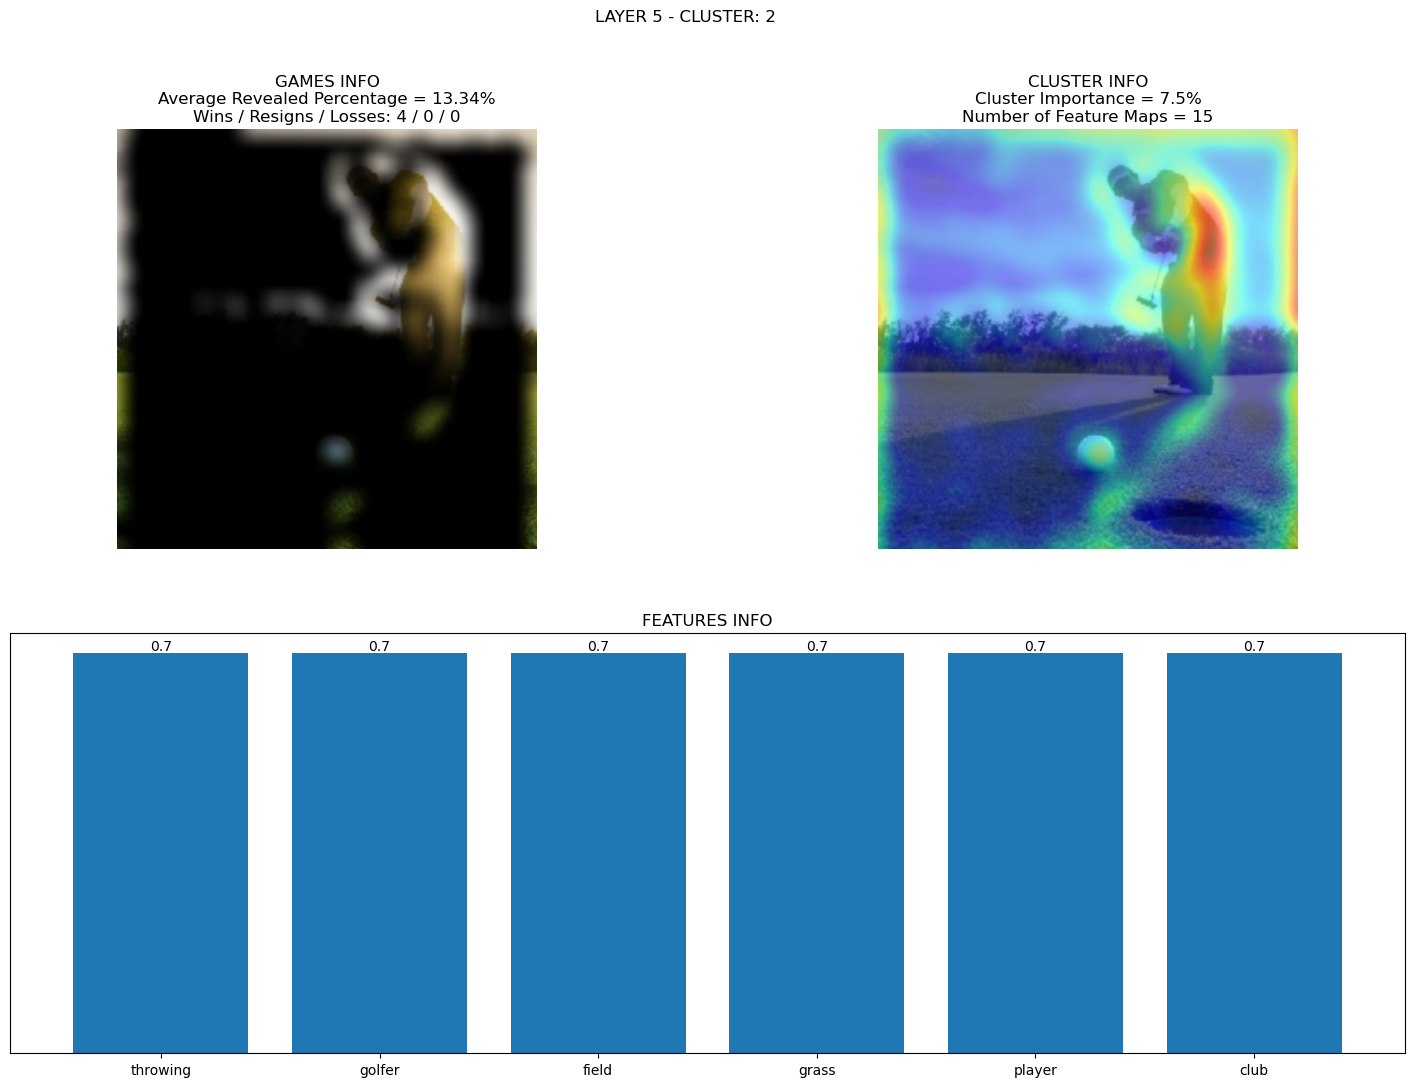 LAYER 5 - CLUSTER: 2
GAMES INFO
Average Revealed Percentage = 13.34%
Wins / Resigns / Losses: 4 / 0 / 0
CLUSTER INFO
Cluster Importance = 7.5%
Number of Feature Maps = 15
FEATURES INFO
0.7 0.7 0.7 0.7 0.7 0.7
throwing golfer field grass player club